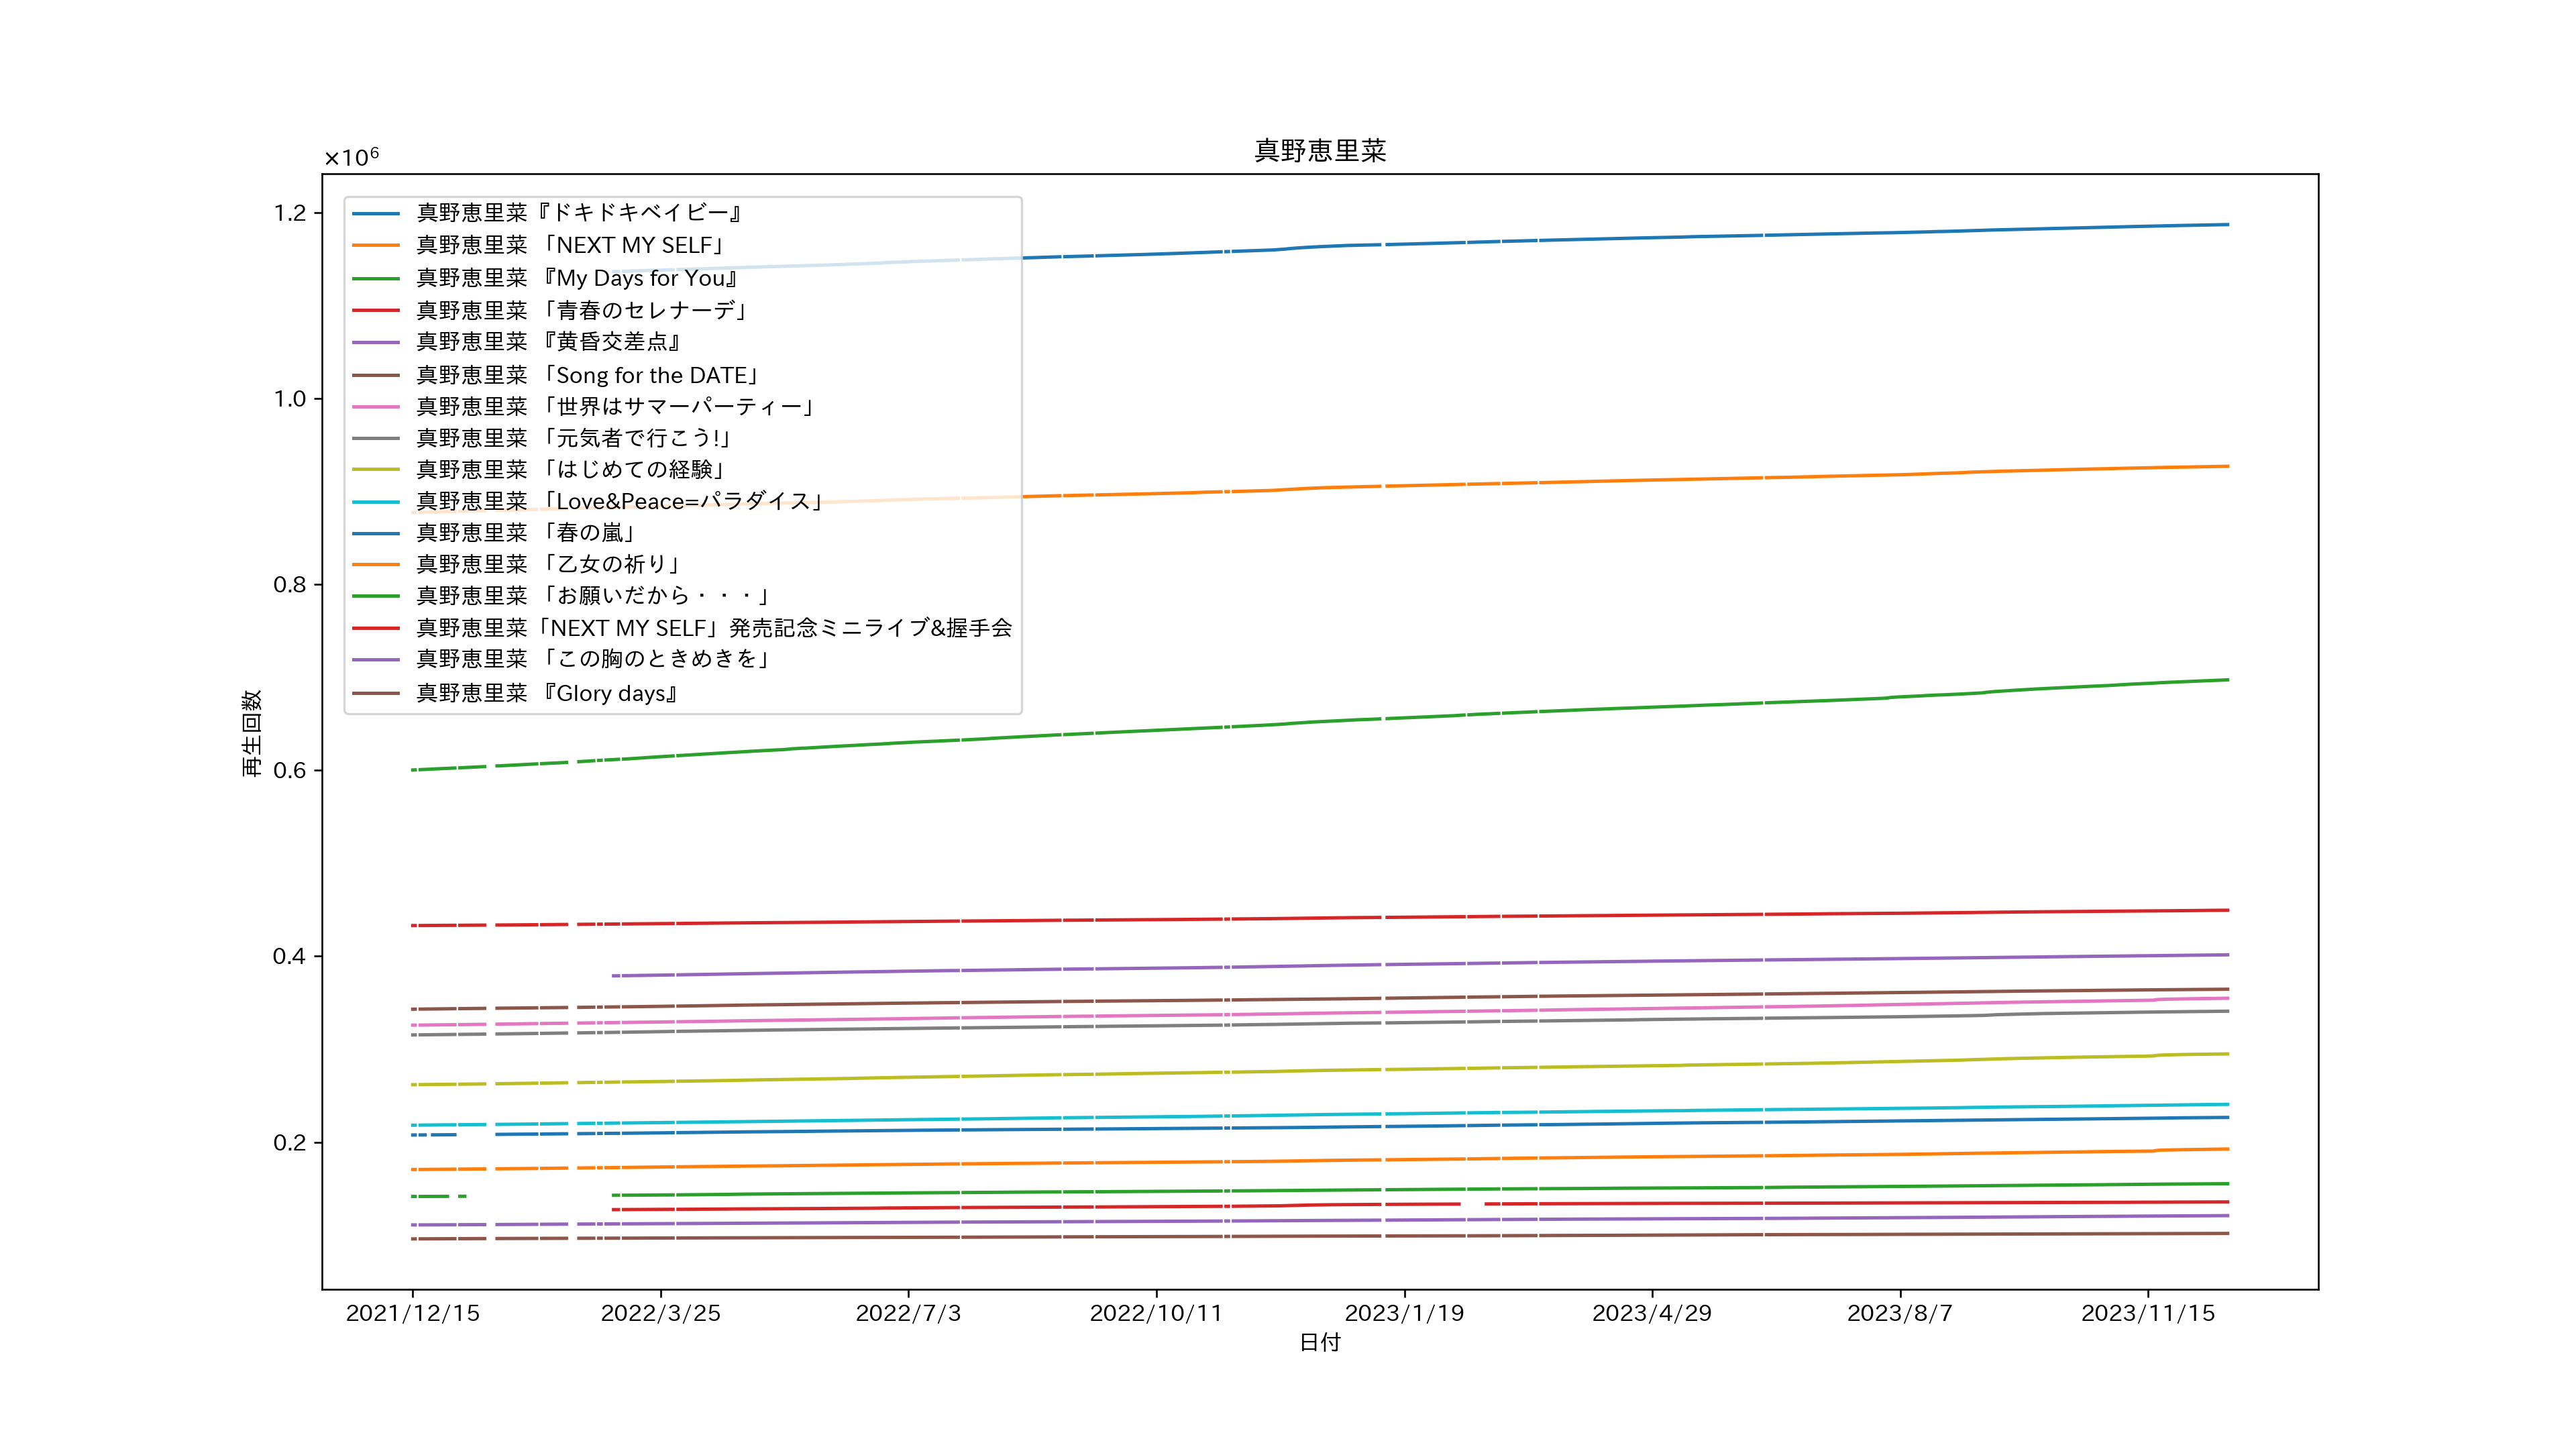 真野恵里菜
×10⁶
1.2
1.0
0.8
0.6
0.4
0.2
再生回数
真野恵里菜『ドキドキベイビー』
真野恵里菜 「NEXT MY SELF」
真野恵里菜 『My Days for You』
真野恵里菜 「青春のセレナーデ」
真野恵里菜 『黄昏交差点』
真野恵里菜 「Song for the DATE」
真野恵里菜 「世界はサマーパーティー」
真野恵里菜 「元気者で行こう!」
真野恵里菜 「はじめての経験」
真野恵里菜 「Love&Peace=パラダイス」
真野恵里菜 「春の嵐」
真野恵里菜 「乙女の祈り」
真野恵里菜 「お願いだから・・・」
真野恵里菜「NEXT MY SELF」発売記念ミニライブ&握手会
真野恵里菜 「この胸のときめきを」
真野恵里菜 『Glory days』
2021/12/15 2022/3/25 2022/7/3 2022/10/11 2023/1/19 2023/4/29 2023/8/7 2023/11/15
日付